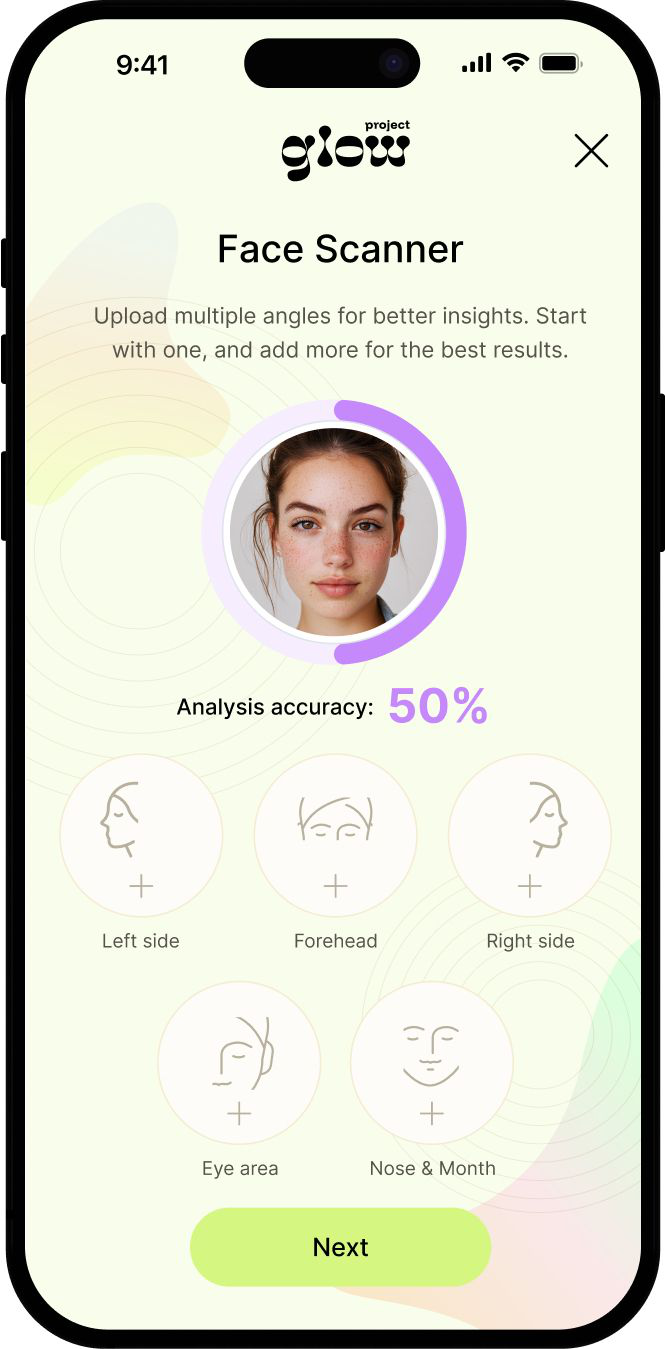 9:41
project
glow
Face Scanner
Upload multiple angles for better insights. Start
with one, and add more for the best results.
Analysis accuracy: 50%
Left side
Forehead
Right side
Eye area
Nose & Month
Next